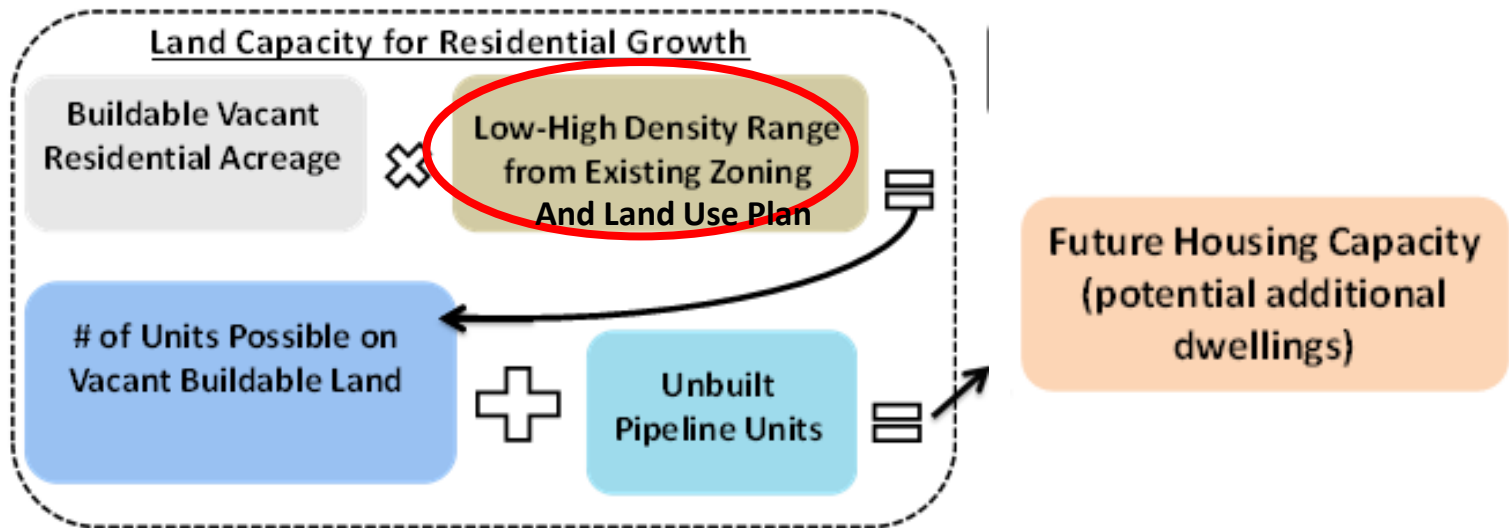 Land Capacity for Residential Growth
Buildable Vacant
Residential Acreage
Low-High Density Range
from Existing Zoning
And Land Use Plan
# of Units Possible on
Vacant Buildable Land
Unbuilt
Pipeline Units
Future Housing Capacity
(potential additional
dwellings)